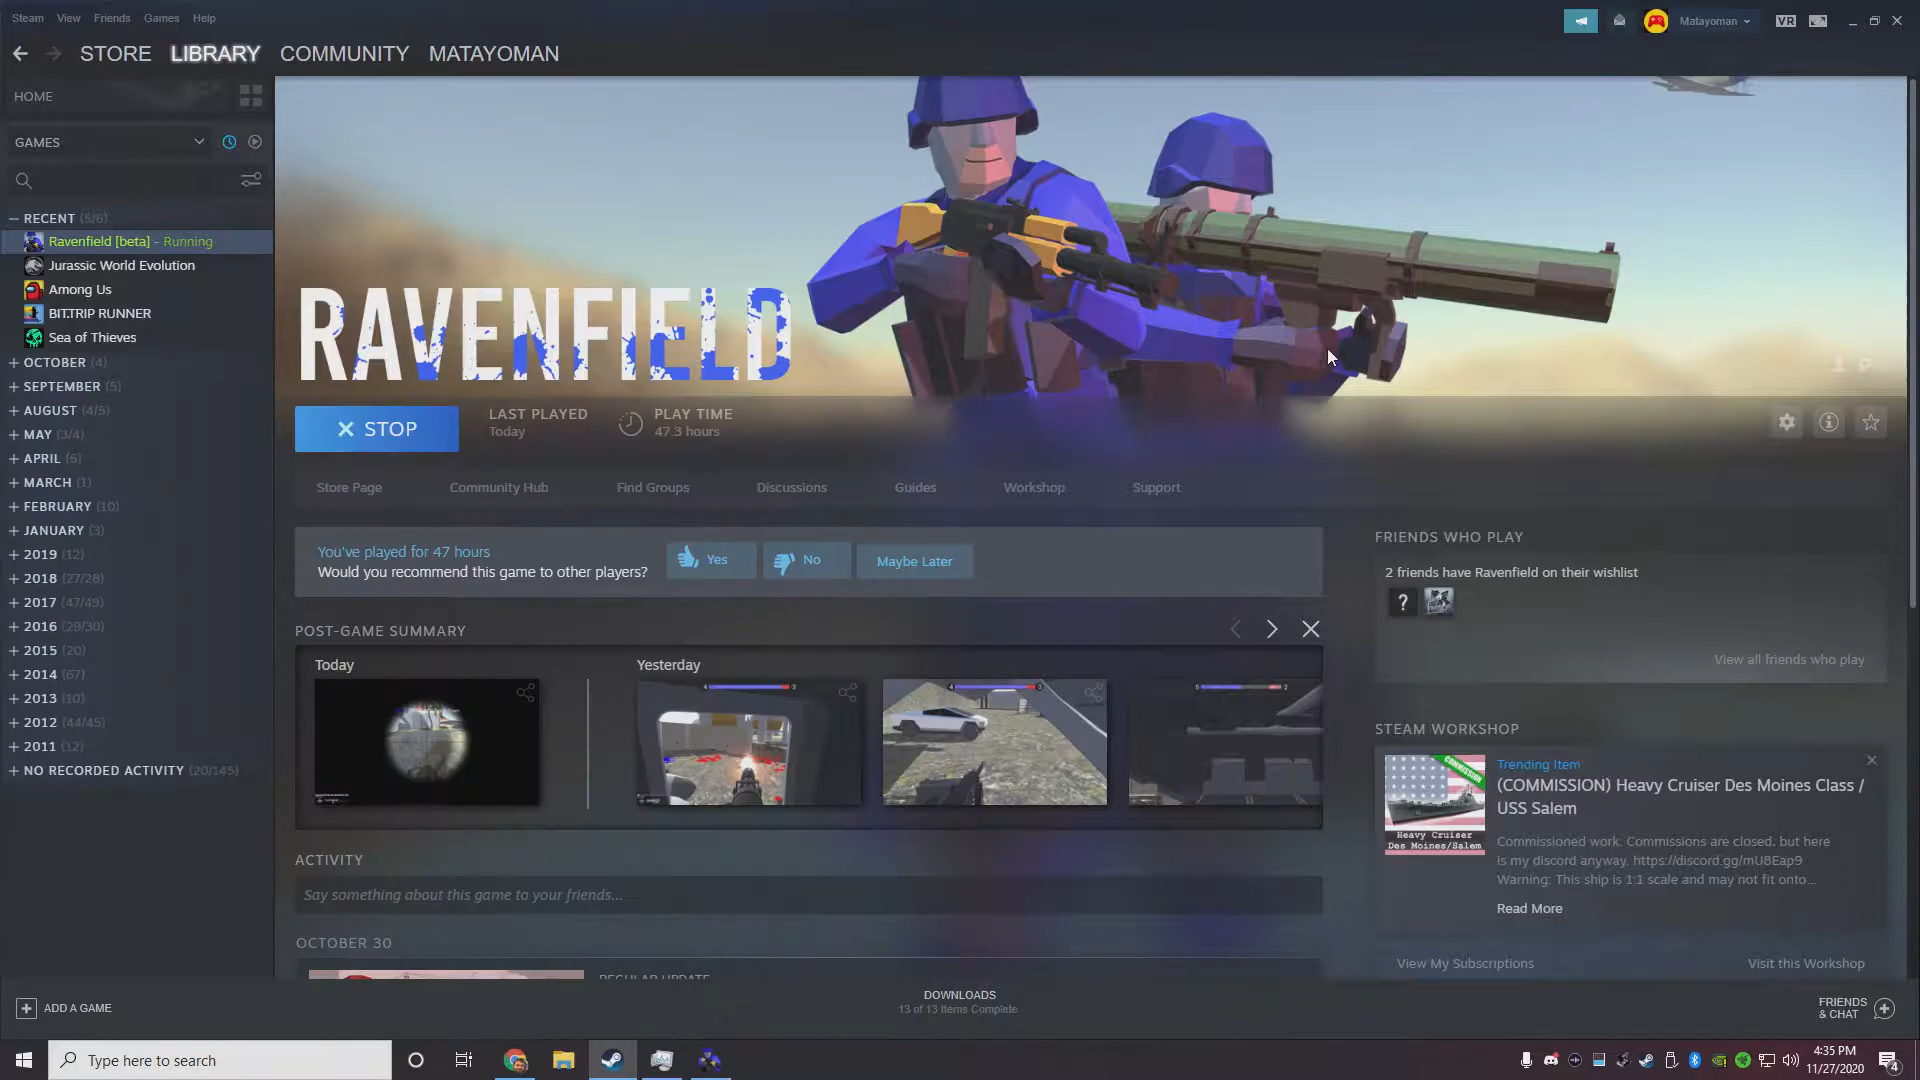 Steam View Friends Games Help
Matayoman
VR
STORE LIBRARY COMMUNITY MATAYOMAN
HOME
GAMES
RECENT (5/6)
Ravenfield [beta] - Running
Jurassic World Evolution
Among Us
BIT.TRIP RUNNER
Sea of Thieves
OCTOBER (4)
SEPTEMBER (5)
AUGUST (4/5)
MAY (3/4)
APRIL (5)
MARCH (1)
FEBRUARY (10)
JANUARY (3)
2019 (12)
2018 (27/28)
2017 (47/49)
2016 (29/30)
2015 (20)
2014 (67)
2013 (10)
2012 (44/45)
2011 (12)
NO RECORDED ACTIVITY (20/145)
RAVENFIELD
STOP
LAST PLAYED
Today
PLAY TIME
47.3 hours
Store Page Community Hub Find Groups Discussions Guides Workshop Support
You've played for 47 hours
Would you recommend this game to other players?
Yes
No
Maybe Later
POST-GAME SUMMARY
Today
Yesterday
ACTIVITY
Say something about this game to your friends...
OCTOBER 30
REGULAR UPDATE
FRIENDS WHO PLAY
2 friends have Ravenfield on their wishlist
?
View all friends who play
STEAM WORKSHOP
COMMISSION
Heavy Cruiser
Des Moines/Salem
Trending Item
(COMMISSION) Heavy Cruiser Des Moines Class /
USS Salem
Commissioned work. Commissions are closed, but here
is my discord anyway. https://discord.gg/mU8Eap9
Warning: This ship is 1:1 scale and may not fit onto...
Read More
View My Subscriptions
Visit this Workshop
ADD A GAME
DOWNLOADS
13 of 13 Items Complete
FRIENDS
& CHAT
Type here to search
4:35 PM
11/27/2020
4